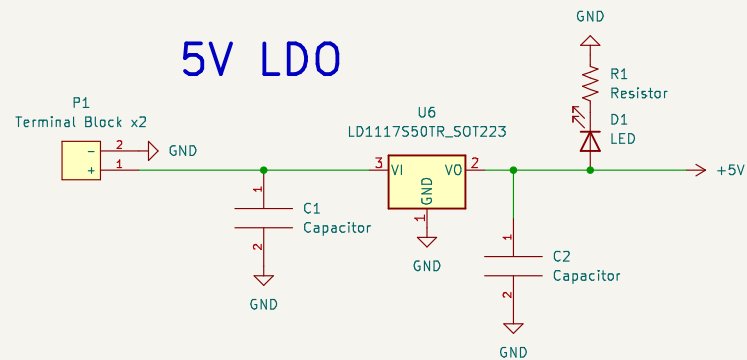 GND
5V LDO
R1
Resistor
P1
Terminal Block x2
U6
LD1117S50TR_SOT223
D1
LED
- 2
GND
+ 1
3
VI
VO
2
+5V
GND
1
1
C1
Capacitor
2
GND
GND
1
C2
Capacitor
2
GND